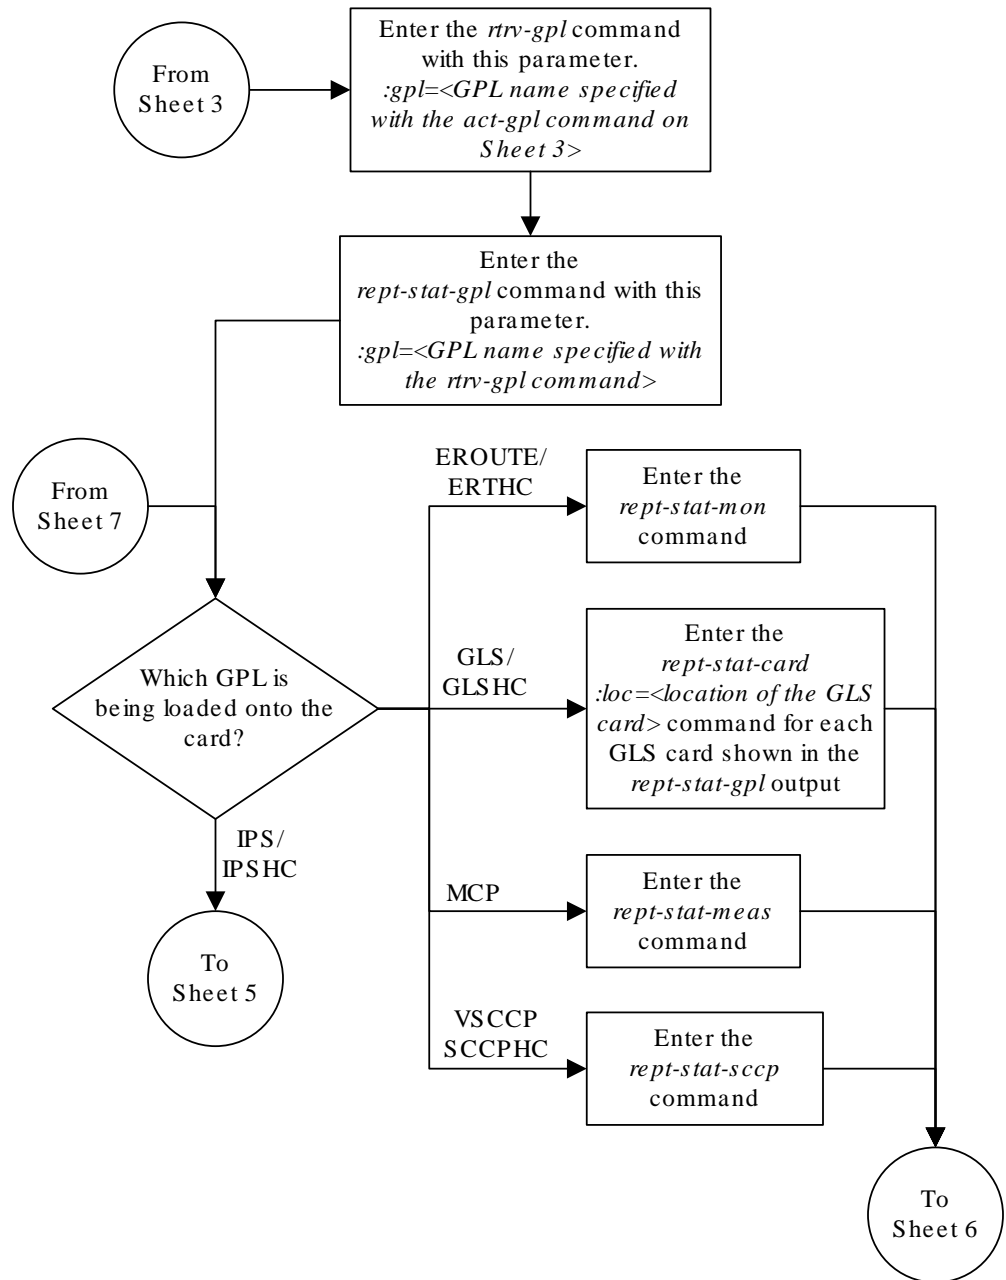 From
Sheet 3
Enter the rtrv-gpl command
with this parameter.
:gpl=<GPL name specified
with the act-gpl command on
Sheet 3>
Enter the
rept-stat-gpl command with this
parameter.
:gpl=<GPL name specified with
the rtrv-gpl command>
From
Sheet 7
Which GPL is
being loaded onto the
card?
EROUTE/
ERTHC
Enter the
rept-stat-mon
command
GLS/
GLSHC
Enter the
rept-stat-card
:loc=<location of the GLS
card> command for each
GLS card shown in the
rept-stat-gpl output
IPS/
IPSHC
To
Sheet 5
MCP
Enter the
rept-stat-meas
command
VSCCP
SCCPHC
Enter the
rept-stat-sccp
command
To
Sheet 6